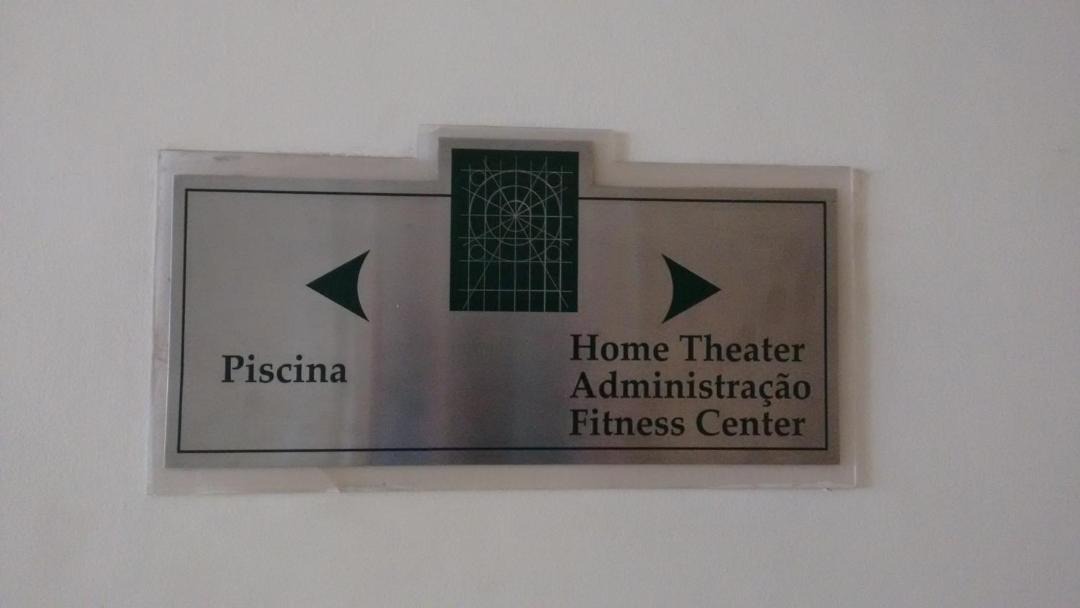 Piscina
Home Theater
Administração
Fitness Center